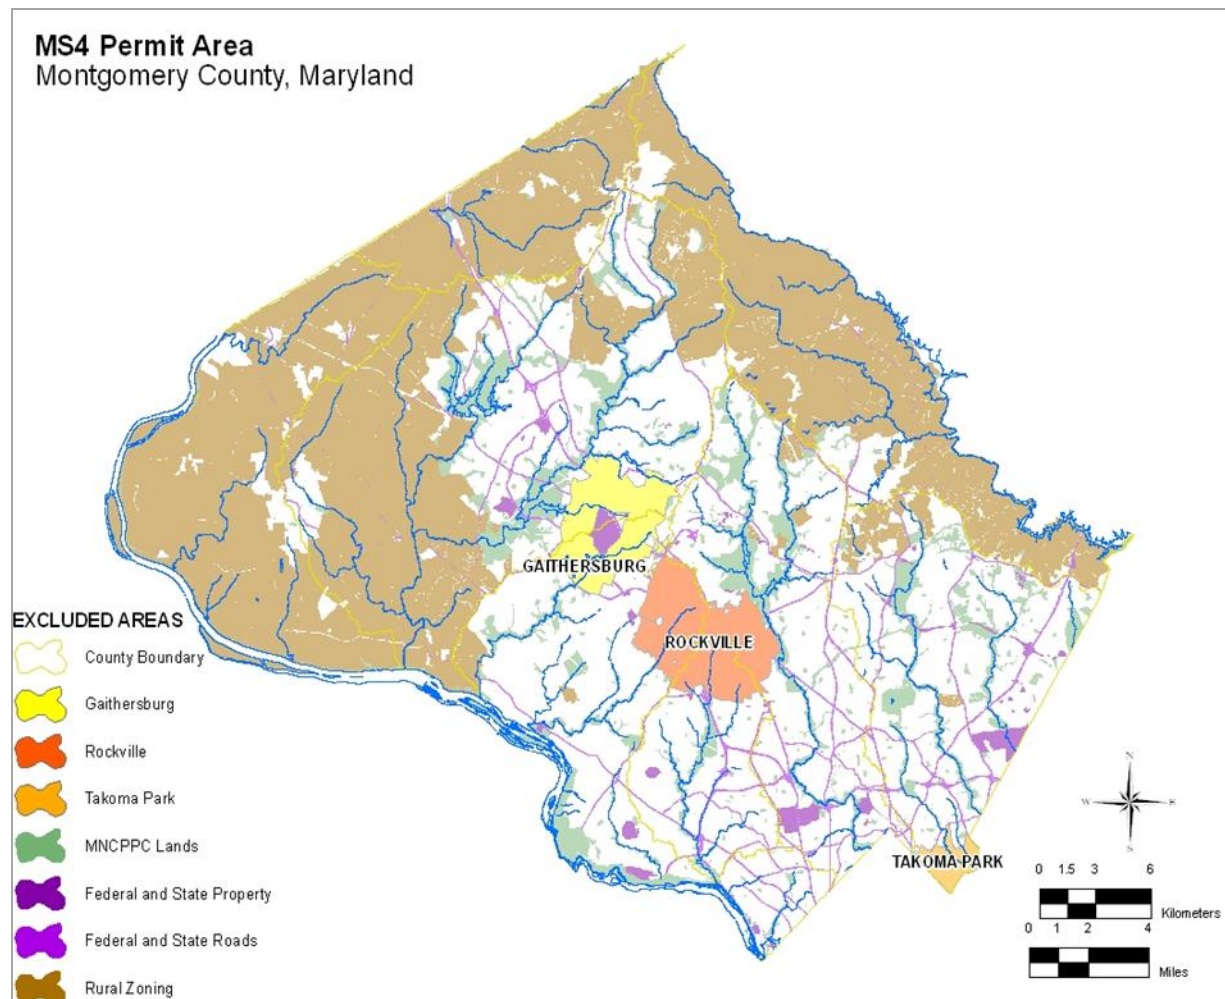 MS4 Permit Area
Montgomery County, Maryland
GAITHERSBURG
ROCKVILLE
TAKOMA PARK
EXCLUDED AREAS
County Boundary
Gaithersburg
Rockville
Takoma Park
MNCPPC Lands
Federal and State Property
Federal and State Roads
Rural Zoning
N
W E
S
0 1.5 3 6
Kilometers
0 1 2 4
Miles